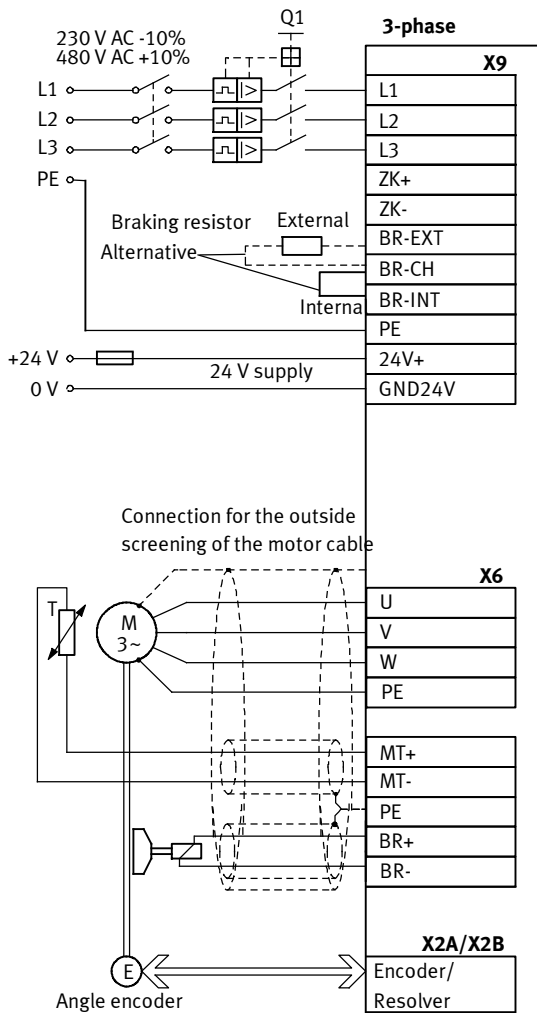 Q1
3-phase
230 V AC -10%
480 V AC +10%
X9
L1
L1
L2
L2
L3
L3
PE
ZK+
ZK-
Braking resistor
External
BR-EXT
Alternative
BR-CH
Internal
BR-INT
PE
+24 V
24 V supply
24V+
0 V
GND24V
Connection for the outside
screening of the motor cable
X6
T
M
3~
U
V
W
PE
MT+
MT-
PE
BR+
BR-
X2A/X2B
E
Encoder/
Resolver
Angle encoder